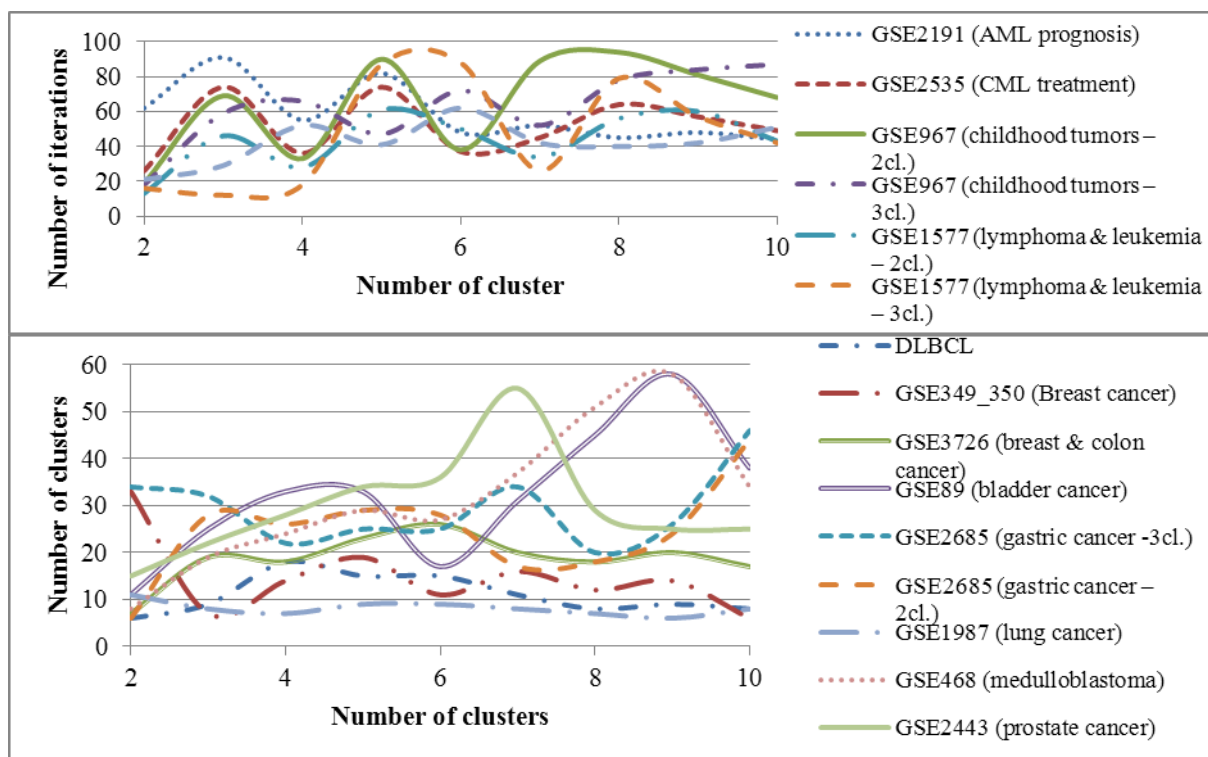 100
80
60
40
20
0
Number of iterations
2
4
6
8
10
Number of cluster
GSE2191 (AML prognosis)
GSE2535 (CML treatment)
GSE967 (childhood tumors –
2cl.)
GSE967 (childhood tumors –
3cl.)
GSE1577 (lymphoma & leukemia
– 2cl.)
GSE1577 (lymphoma & leukemia
– 3cl.)
60
50
40
30
20
10
0
Number of clusters
2
4
6
8
10
Number of clusters
DLBCL
GSE349_350 (Breast cancer)
GSE3726 (breast & colon
cancer)
GSE89 (bladder cancer)
GSE2685 (gastric cancer -3cl.)
GSE2685 (gastric cancer –
2cl.)
GSE1987 (lung cancer)
GSE468 (medulloblastoma)
GSE2443 (prostate cancer)